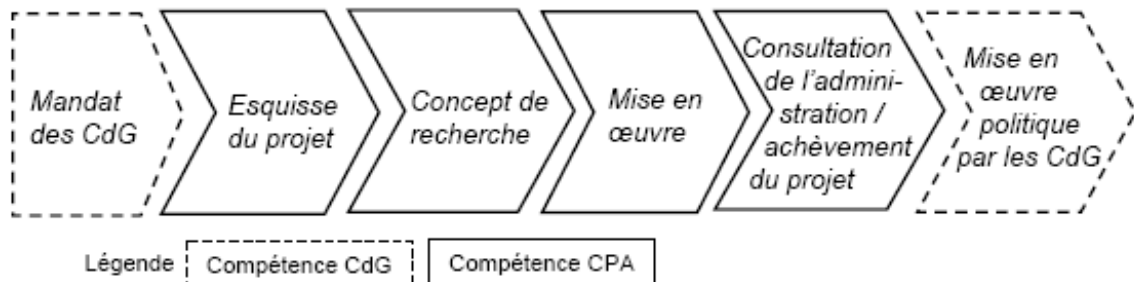 Mandat
des CdG
Esquisse
du projet
Concept de
recherche
Mise en
œuvre
Consultation
de l'admini-
stration /
achèvement
du projet
Mise en
œuvre
politique
par les CdG
Légende
Compétence CdG
Compétence CPA